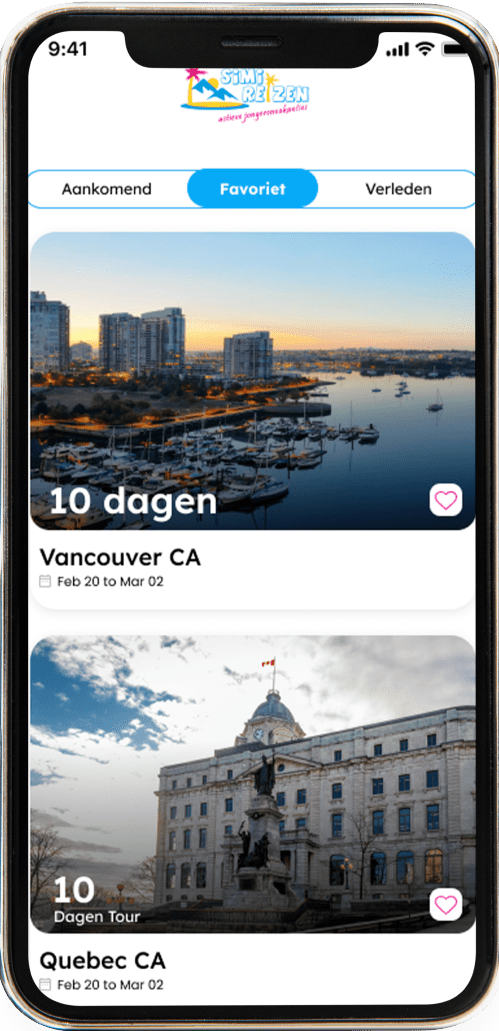 9:41
SiMi
REiZEN
actieve jongerenvakanties
Aankomend
Favoriet
Verleden
10 dagen
Vancouver CA
Feb 20 to Mar 02
10
Dagen Tour
Quebec CA
Feb 20 to Mar 02